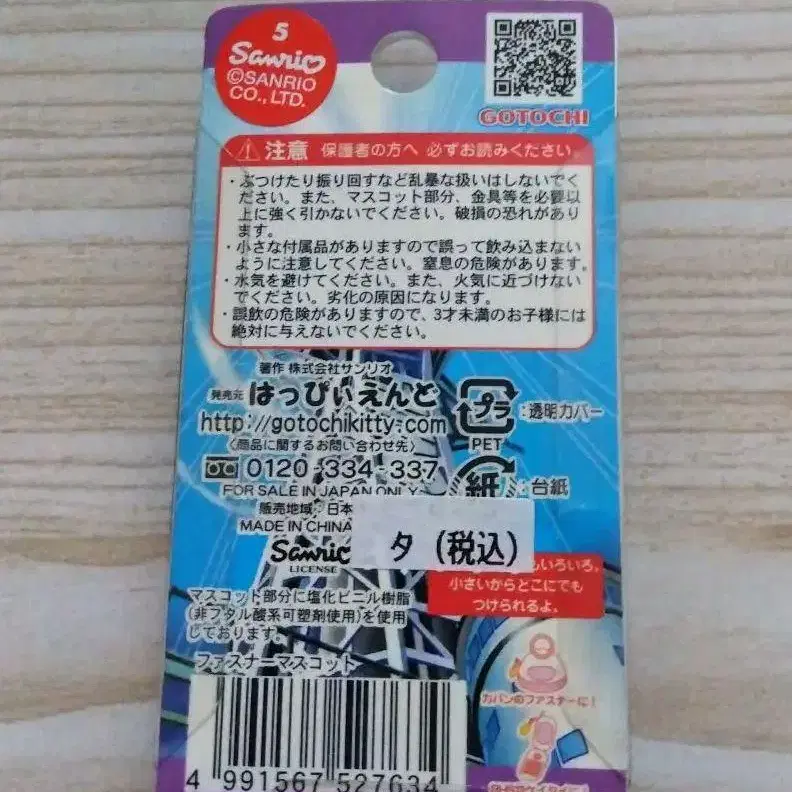 5
Sanrio
©SANRIO
CO., LTD.
GOTOCHI
注意 保護者の方へ 必ずお読みください。
・ぶつけたり振り回すなど乱暴な扱いはしないでく
ださい。また、マスコット部分、金具等を必要以
上に強く引かないでください。破損の恐れがあり
ます。
・小さな付属品がありますので誤って飲み込まない
ように注意してください。窒息の危険があります。
・水気を避けてください。また、火気に近づけない
でください。劣化の原因になります。
・誤飲の危険がありますので、3才未満のお子様には
絶対に与えないでください。
著作 株式会社サンリオ
発売元 はっぴぃえんど
http://gotochikitty.com
〈商品に関するお問い合わせ先〉
0120-334-337
FOR SALE IN JAPAN ONLY
販売地域：日本
MADE IN CHINA
Sanrio
LICENSE
プラ
：透明カバー
PET
紙
：台紙
タ (税込)
もいろいろ。
小さいからどこにでも
つけられるよ。
マスコット部分に塩化ビニル樹脂
(非フタル酸系可塑剤使用)を使用
しております。
ファスナーマスコット
カバンのファスナーに！
4 991567 527634